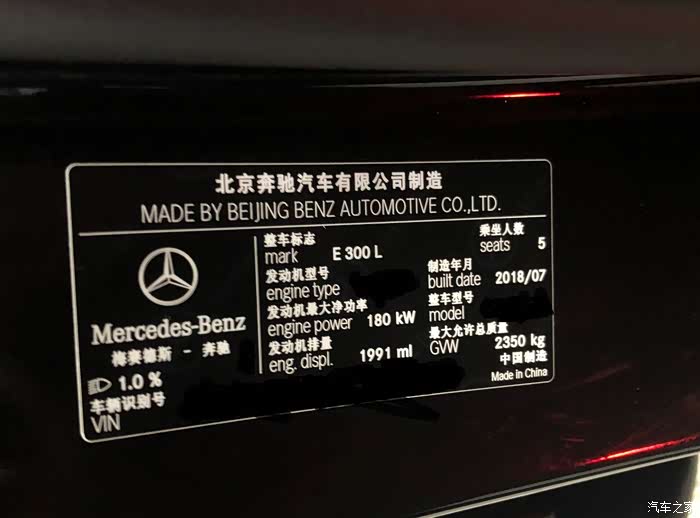 北京奔驰汽车有限公司制造
MADE BY BEIJING BENZ AUTOMOTIVE CO.,LTD.
Mercedes-Benz
梅赛德斯 - 奔驰
1.0 %
整车标志
mark E 300 L
乘坐人数
seats 5
发动机型号
engine type
制造年月
built date 2018/07
发动机最大净功率
engine power 180 kW
整车型号
model
发动机排量
eng. displ. 1991 ml
最大允许总质量
GVW 2350 kg
中国制造
Made in China
车辆识别号
VIN
汽车之家